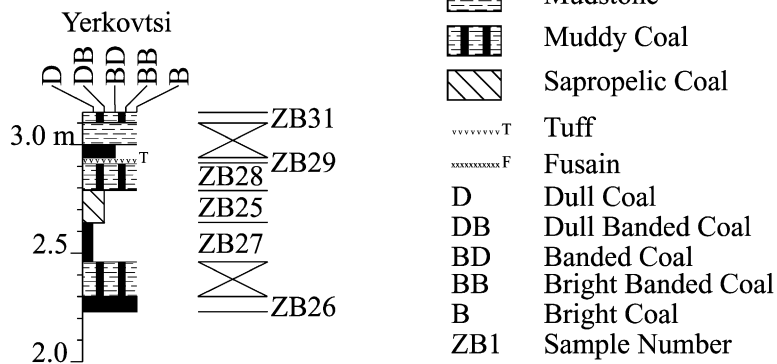 Yerkovtsi
D DB BD BB B
3.0 m
2.5
2.0
T
ZB31
ZB29
ZB28
ZB25
ZB27
ZB26
Mudstone
Muddy Coal
Sapropelic Coal
T Tuff
F Fusain
D Dull Coal
DB Dull Banded Coal
BD Banded Coal
BB Bright Banded Coal
B Bright Coal
ZB1 Sample Number